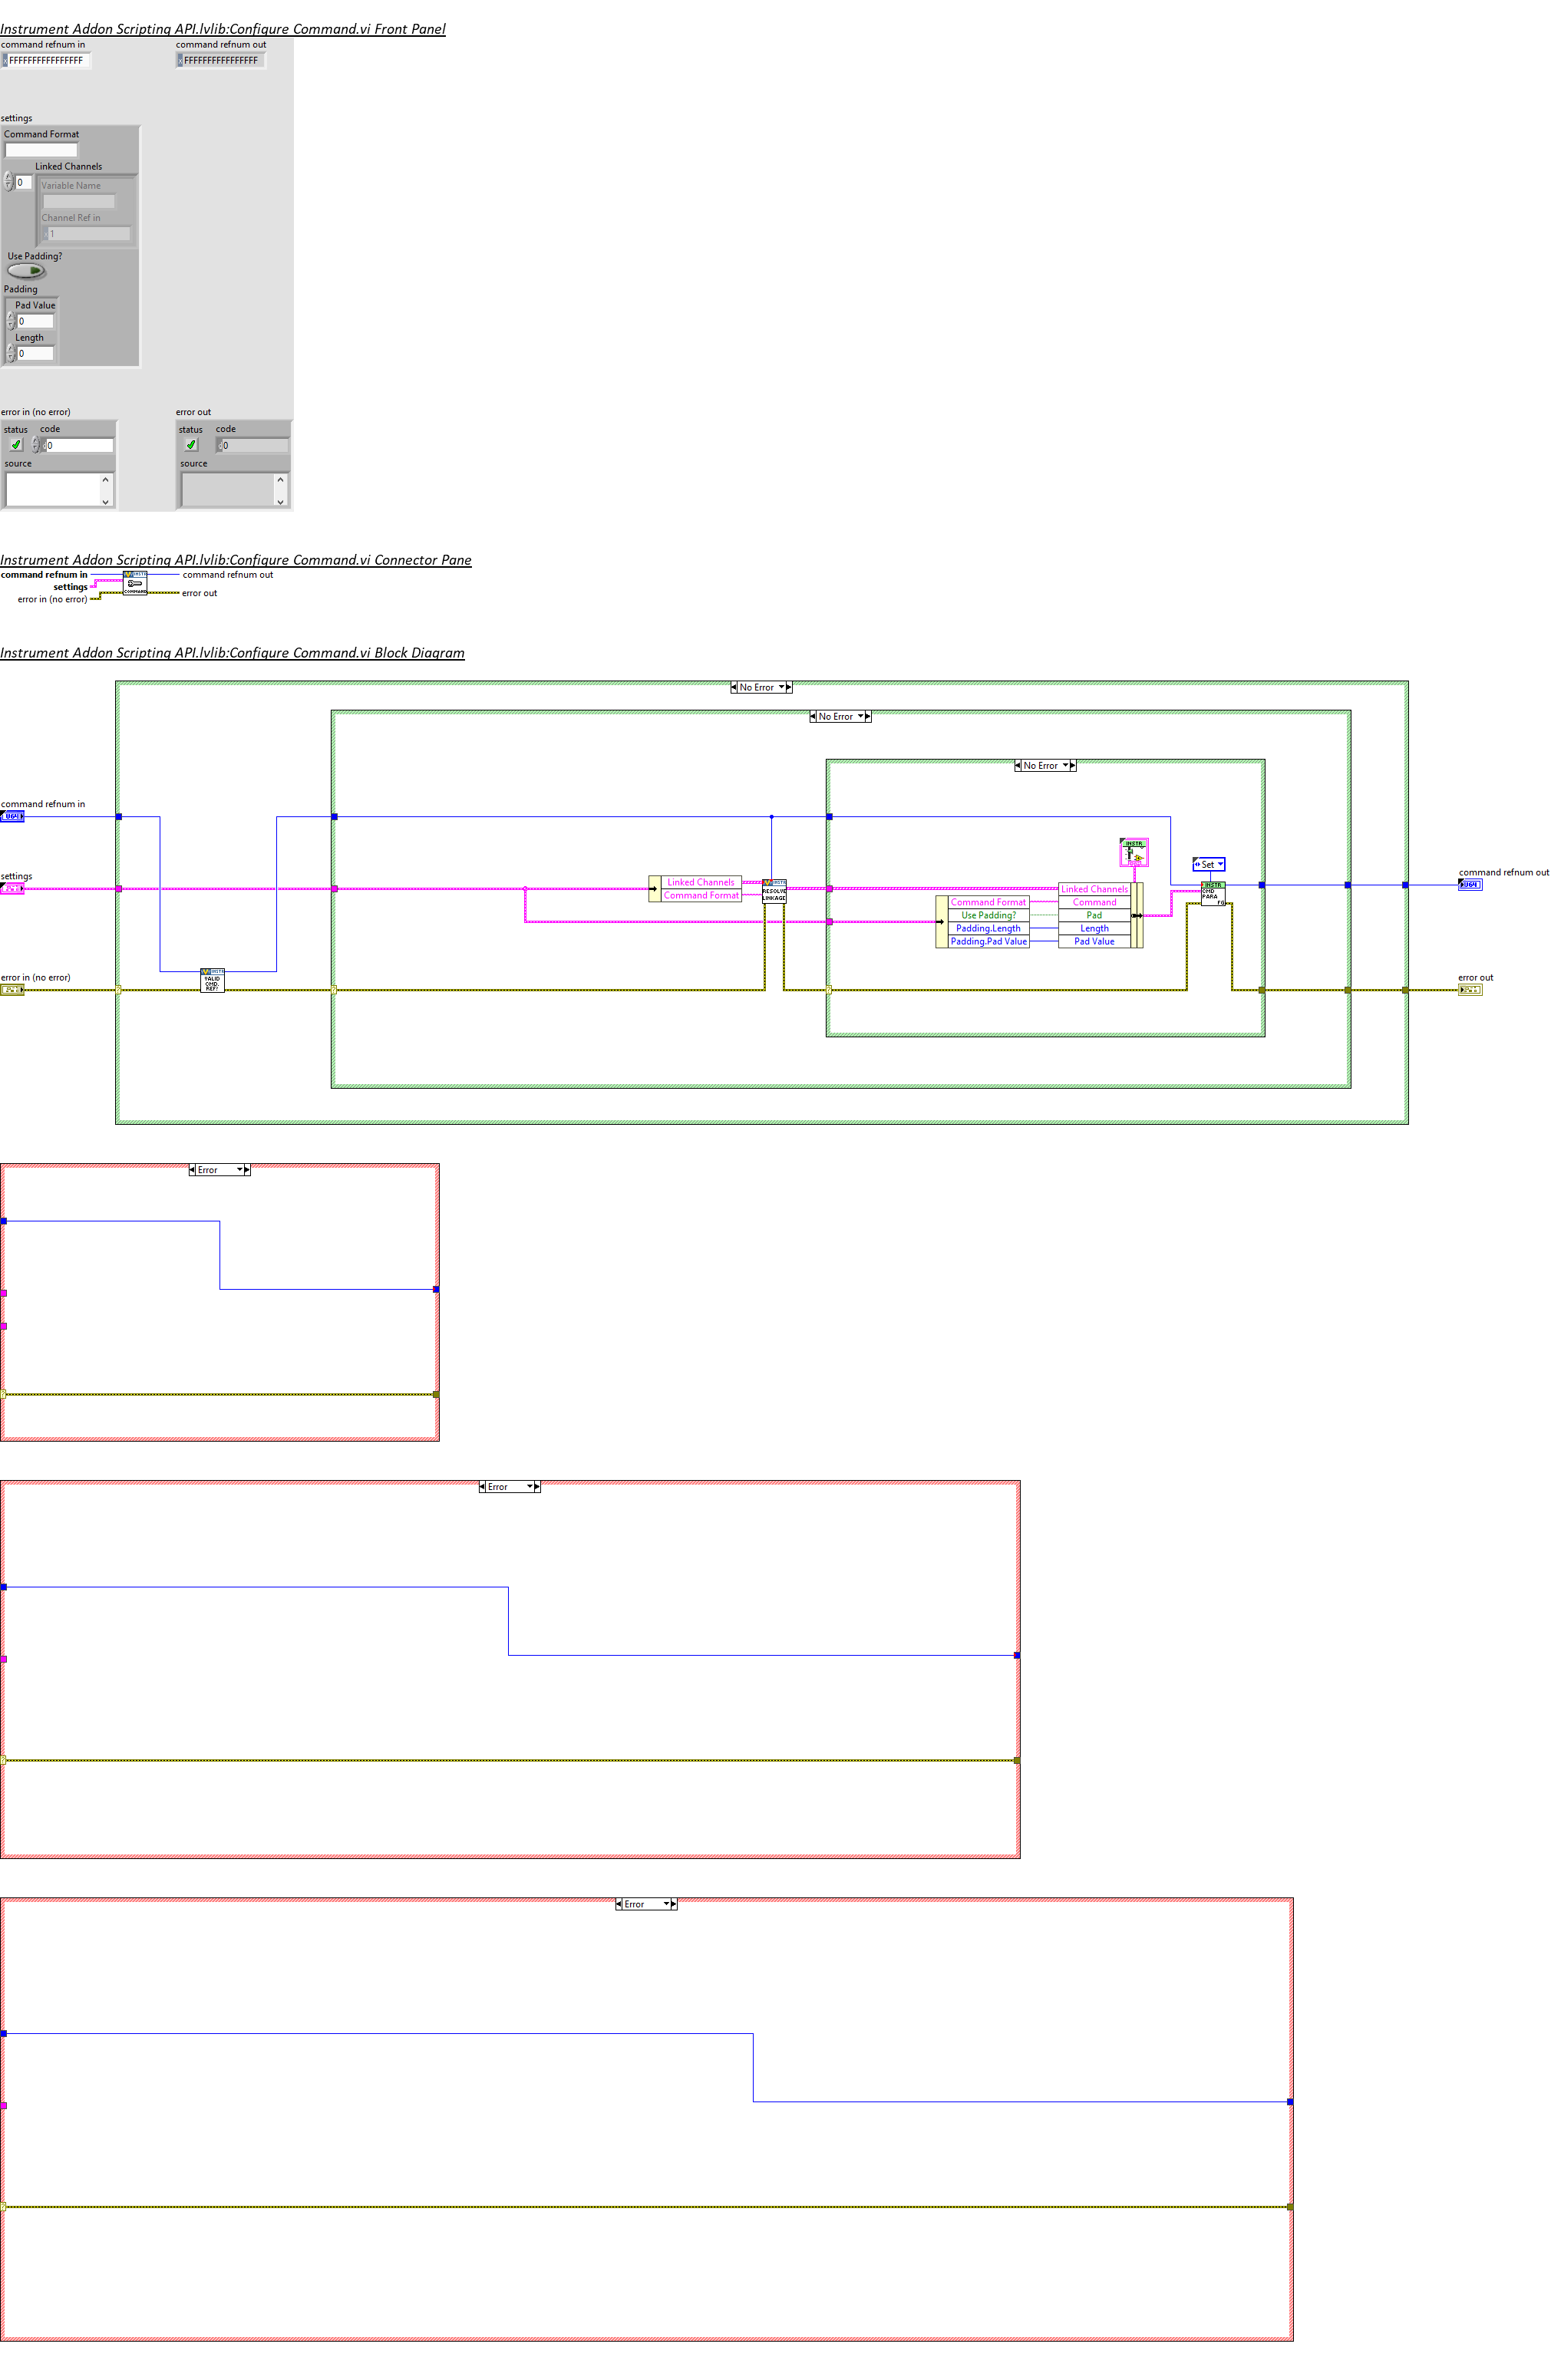 Instrument Addon Scripting API.lvlib:Configure Command.vi Front Panel
command refnum in
command refnum out
FFFFFFFFFFFFFFFF
FFFFFFFFFFFFFFFF
settings
Command Format
Linked Channels
0
Variable Name
Channel Ref in
1
Use Padding?
Padding
Pad Value
0
Length
0
error in (no error)
error out
status code
status code
0
0
source
source
Instrument Addon Scripting API.lvlib:Configure Command.vi Connector Pane
command refnum in
command refnum out
settings
COMMAND
error in (no error)
error out
Instrument Addon Scripting API.lvlib:Configure Command.vi Block Diagram
No Error
No Error
No Error
command refnum in
U64
INSTR
Set
settings
command refnum out
Linked Channels
Command Format
RESOLVE
LINKAGE
Linked Channels
Command Format
Command
Use Padding?
Pad
Padding.Length
Length
Padding.Pad Value
Pad Value
INSTR
CMD
PARA
FG
U64
error in (no error)
VALID
CMD.
REF?
error out
Error
Error
Error